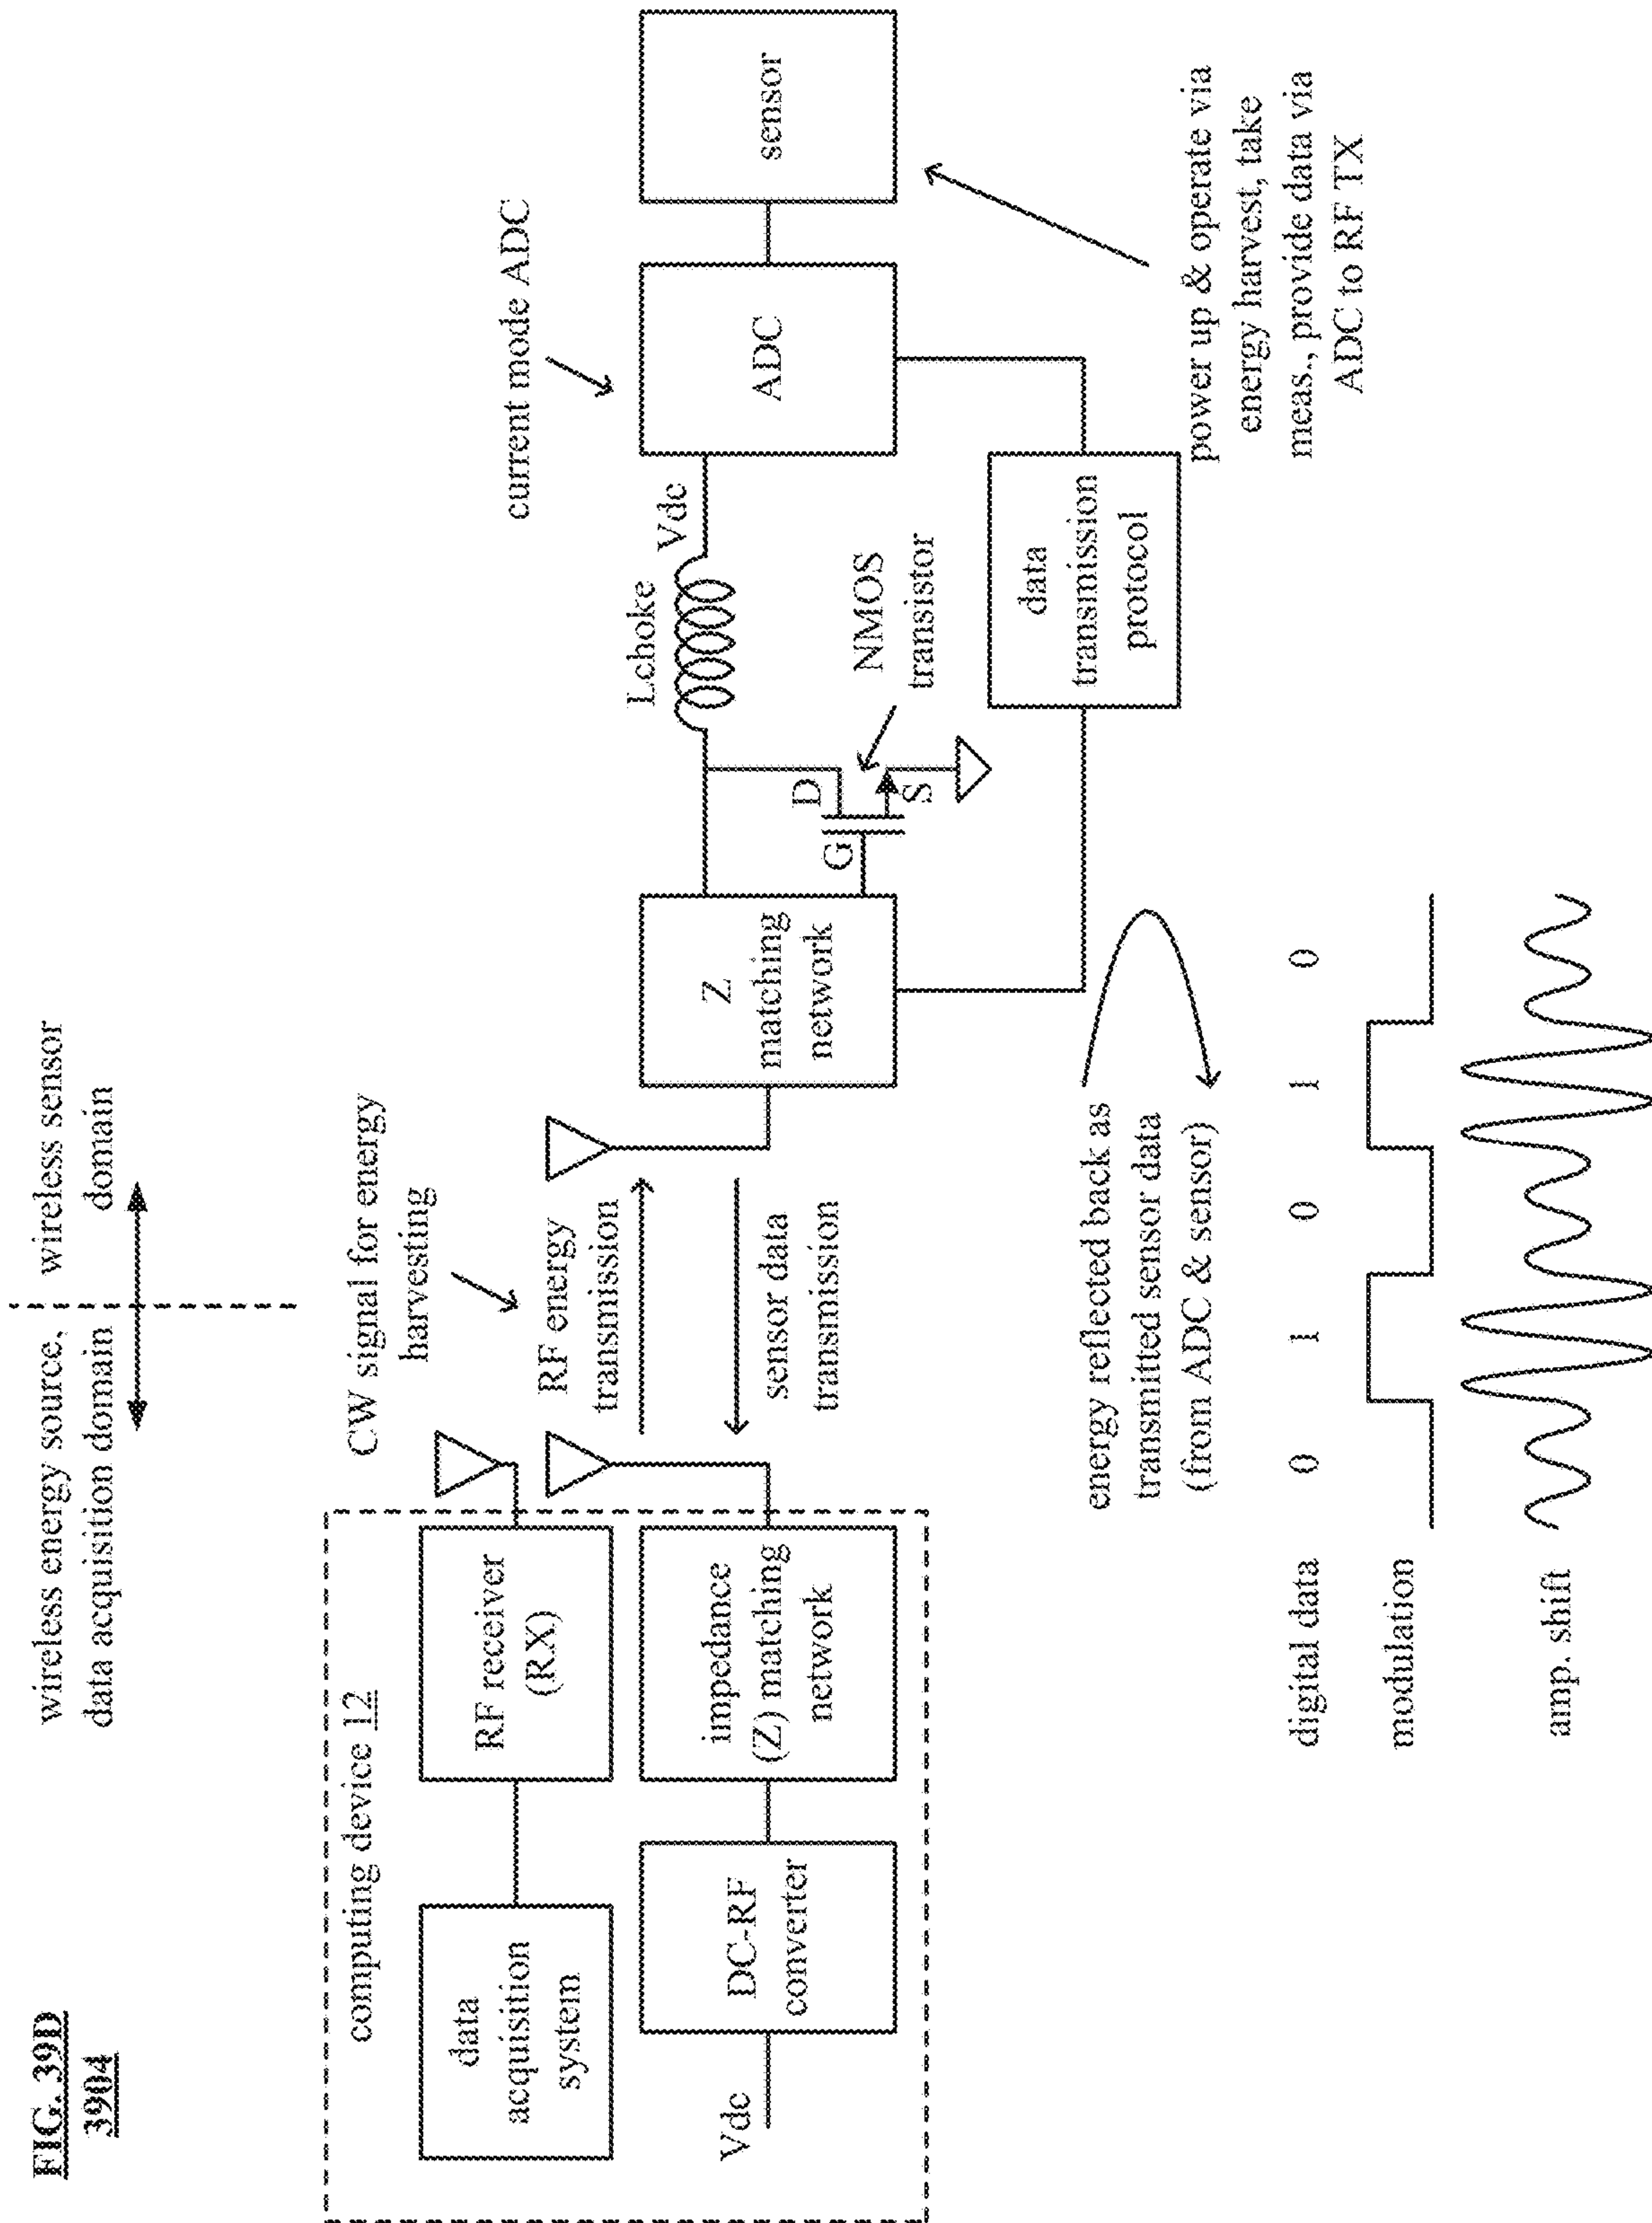 FIG. 39D
3904
wireless energy source,
data acquisition domain
wireless sensor
domain
computing device 12
data
acquisition
system
RF receiver
(RX)
Vdc
DC-RF
converter
impedance
(Z) matching
network
CW signal for energy
harvesting
RF energy
transmission
sensor data
transmission
Z
matching
network
G
D
S
NMOS
transistor
Lchoke
Vdc
current mode ADC
ADC
sensor
data
transmission
protocol
power up & operate via
energy harvest, take
meas., provide data via
ADC to RF TX
energy reflected back as
transmitted sensor data
(from ADC & sensor)
digital data 0 1 0 1 0
modulation
amp. shift